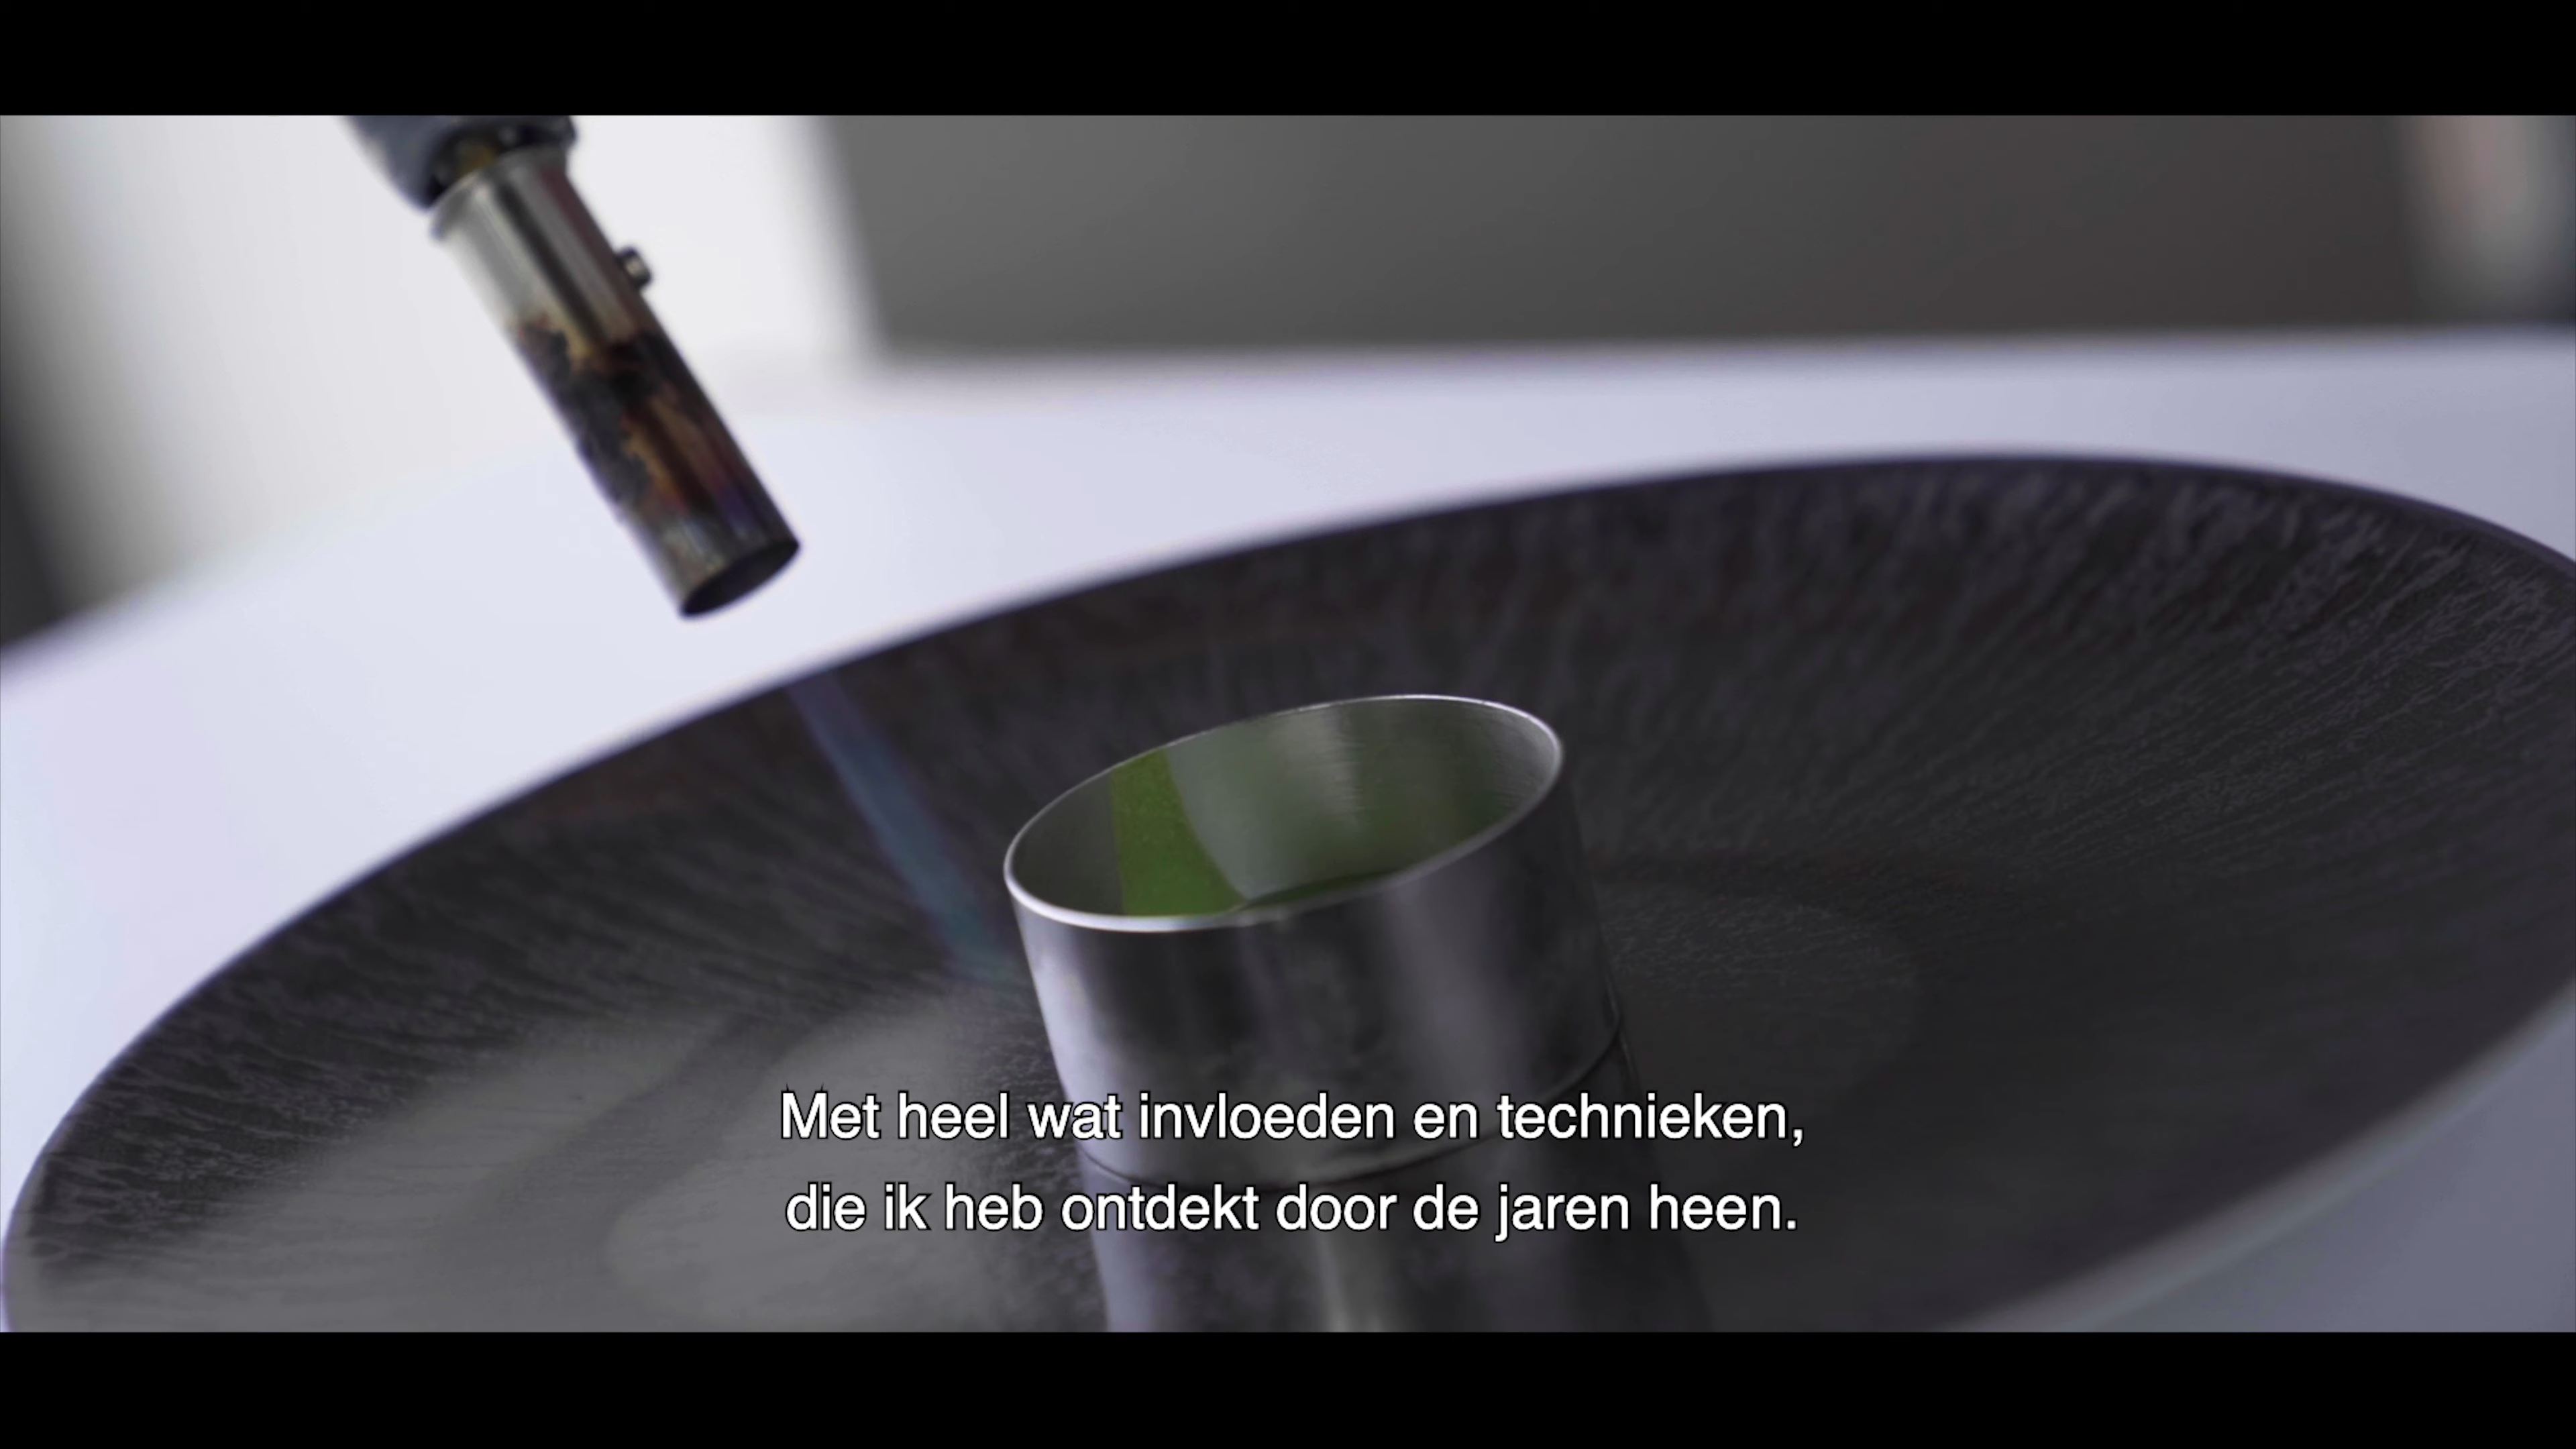 Met heel wat invloeden en technieken,
die ik heb ontdekt door de jaren heen.